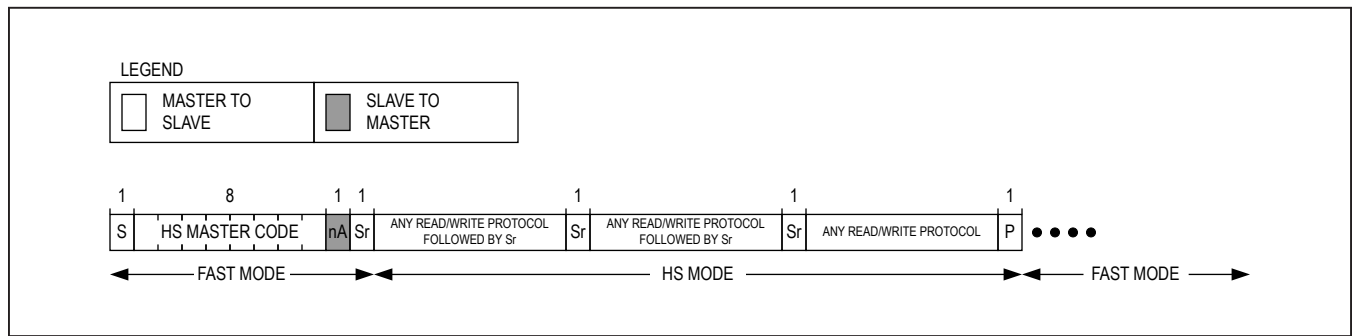 LEGEND
MASTER TO
SLAVE
SLAVE TO
MASTER
1 8 1 1 1 1 1
S HS MASTER CODE nA Sr ANY READ/WRITE PROTOCOL
FOLLOWED BY Sr Sr ANY READ/WRITE PROTOCOL
FOLLOWED BY Sr Sr ANY READ/WRITE PROTOCOL P
FAST MODE HS MODE FAST MODE